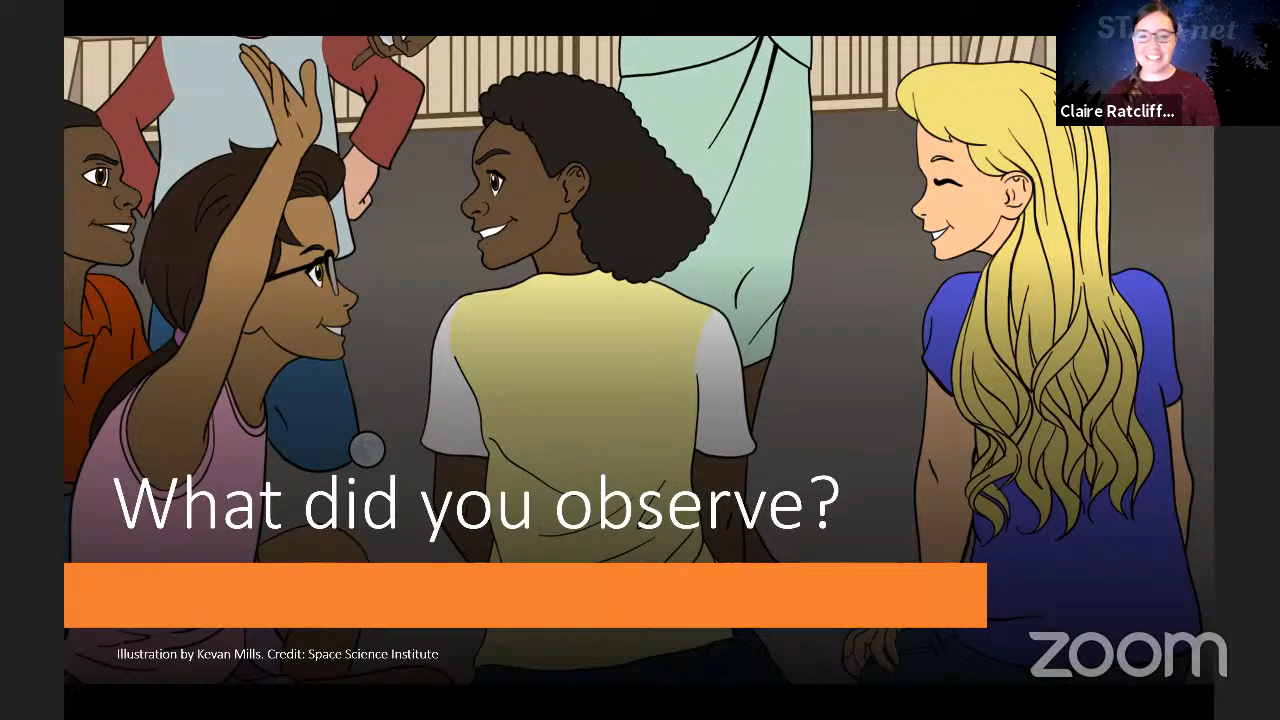 Claire Ratcliff...
What did you observe?
Illustration by Kevan Mills. Credit: Space Science Institute
zoom